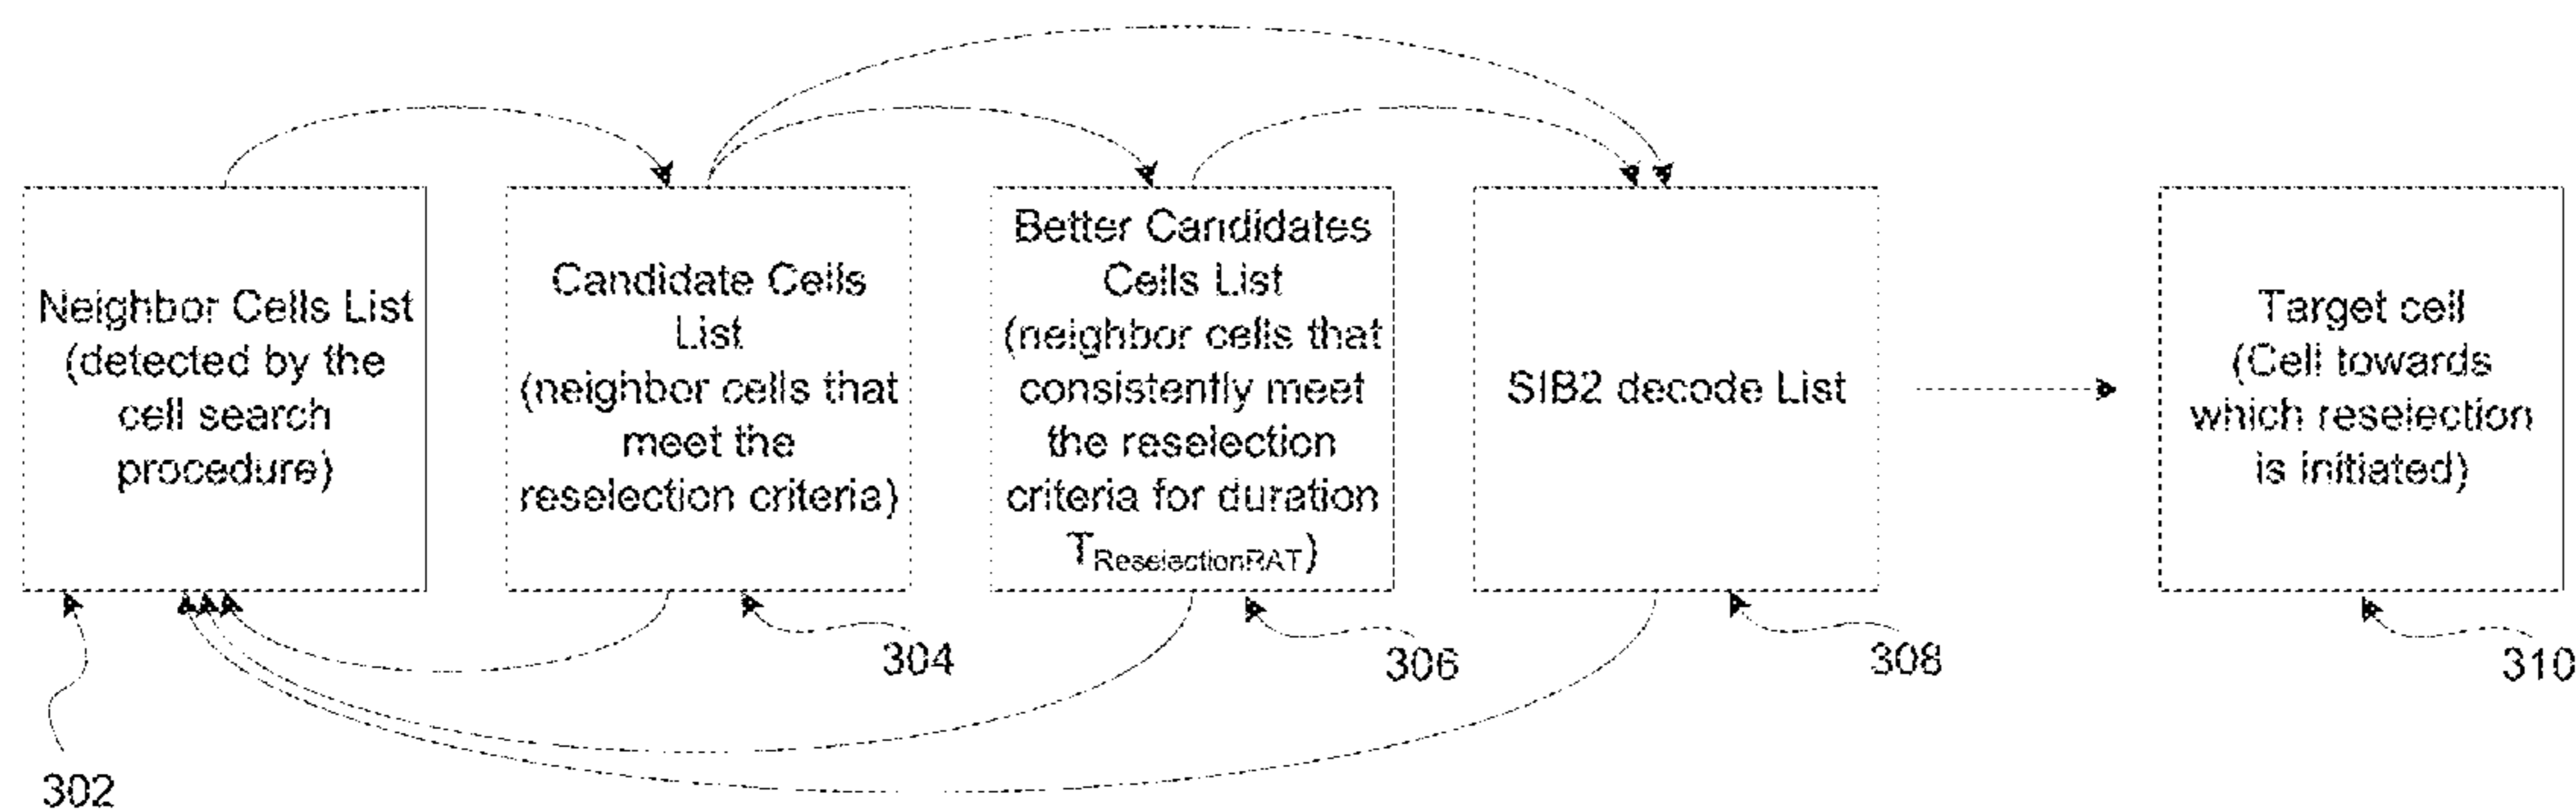 Neighbor Cells List
(detected by the
cell search
procedure)
Candidate Cells
List
(neighbor cells that
meet the
reselection criteria)
Better Candidates
Cells List
(neighbor cells that
consistently meet
the reselection
criteria for duration
TReselectionRAT)
SIB2 decode List
Target cell
(Cell towards
which reselection
is initiated)
302
304
306
308
310